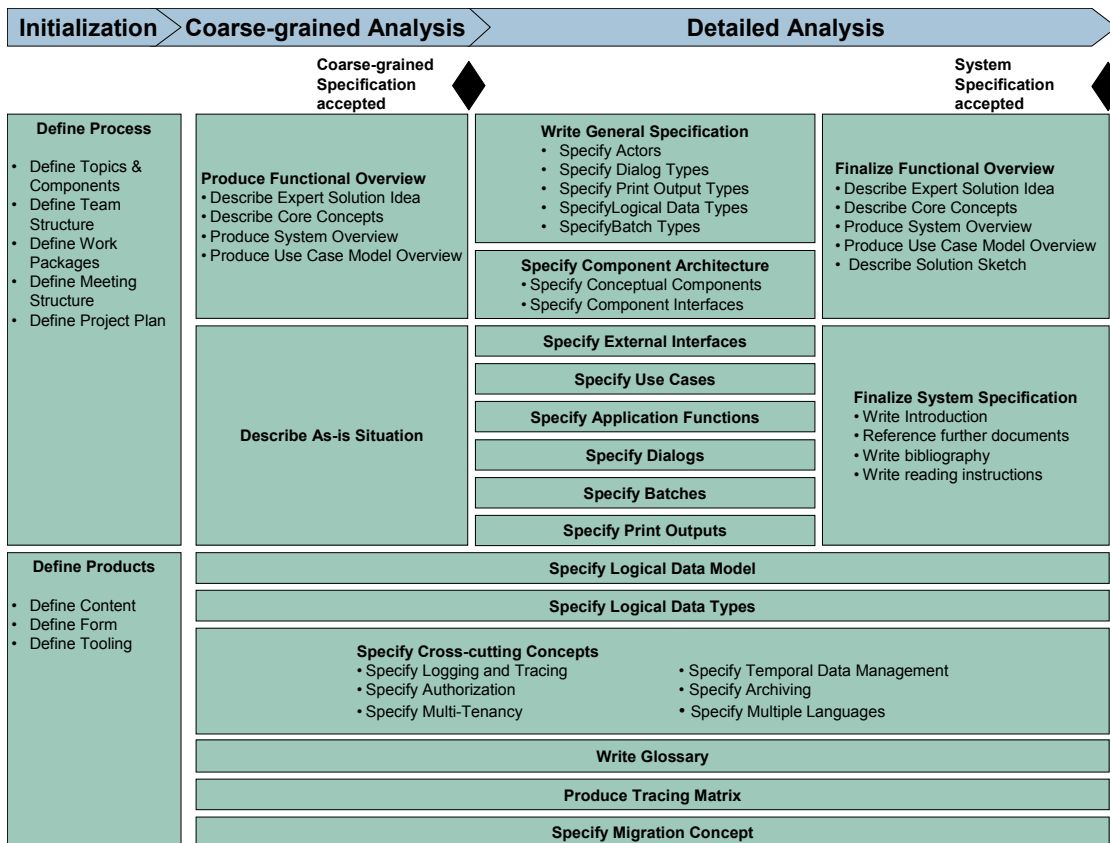 Initialization
Coarse-grained Analysis
Detailed Analysis
Coarse-grained
Specification
accepted
System
Specification
accepted
Define Process
• Define Topics &
Components
• Define Team
Structure
• Define Work
Packages
• Define Meeting
Structure
• Define Project Plan
Produce Functional Overview
• Describe Expert Solution Idea
• Describe Core Concepts
• Produce System Overview
• Produce Use Case Model Overview
Write General Specification
• Specify Actors
• Specify Dialog Types
• Specify Print Output Types
• SpecifyLogical Data Types
• SpecifyBatch Types
Finalize Functional Overview
• Describe Expert Solution Idea
• Describe Core Concepts
• Produce System Overview
• Produce Use Case Model Overview
• Describe Solution Sketch
Specify Component Architecture
• Specify Conceptual Components
• Specify Component Interfaces
Describe As-is Situation
Specify External Interfaces
Specify Use Cases
Specify Application Functions
Specify Dialogs
Specify Batches
Specify Print Outputs
Finalize System Specification
• Write Introduction
• Reference further documents
• Write bibliography
• Write reading instructions
Define Products
• Define Content
• Define Form
• Define Tooling
Specify Logical Data Model
Specify Logical Data Types
Specify Cross-cutting Concepts
• Specify Logging and Tracing
• Specify Authorization
• Specify Multi-Tenancy
• Specify Temporal Data Management
• Specify Archiving
• Specify Multiple Languages
Write Glossary
Produce Tracing Matrix
Specify Migration Concept